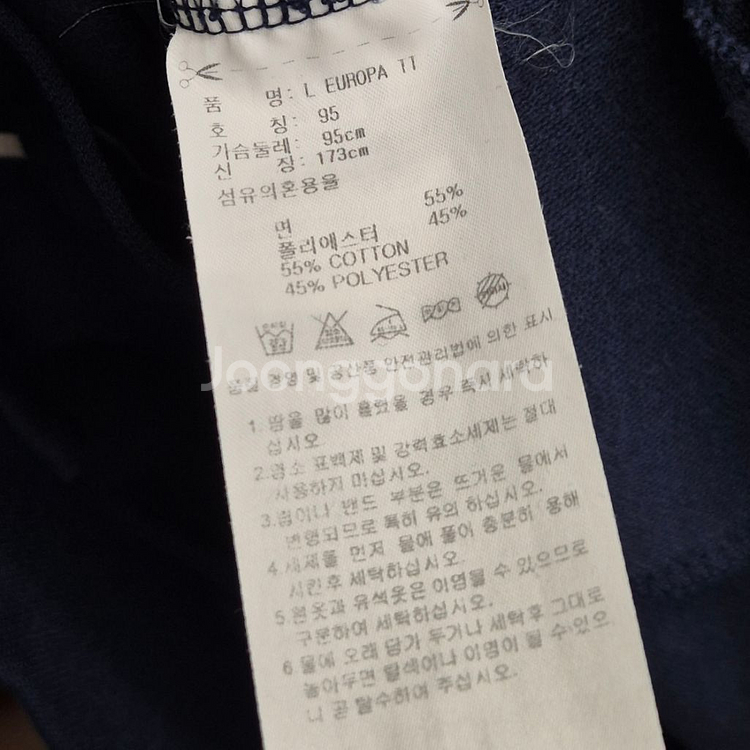 품 명: L EUROPA TT
호 칭: 95
가슴둘레: 95cm
신 장: 173cm
섬유의혼용율
면 55%
폴리에스터 45%
55% COTTON
45% POLYESTER
품질 경영 및 공산품 안전관리법에 의한 표시
Joonggonara
1.땀을 많이 흘렸을 경우 즉시 세탁하
십시오.
2.염소 표백제 및 강력효소세제는 절대
사용하지 마십시오.
3.림이나 밴드 부분은 뜨거운 물에서
변형되므로 특히 유의 하십시오.
4.세제를 먼저 물에 풀어 충분히 용해
시킨후 세탁하십시오.
5.흰옷과 유색옷은 이염될 수 있으므로
구분하여 세탁하십시오.
6.물에 오래 담가 두거나 세탁후 그대로
놓아두면 탈색이나 이염이 될 수 있으
니 곧 탈수하여 주십시오.